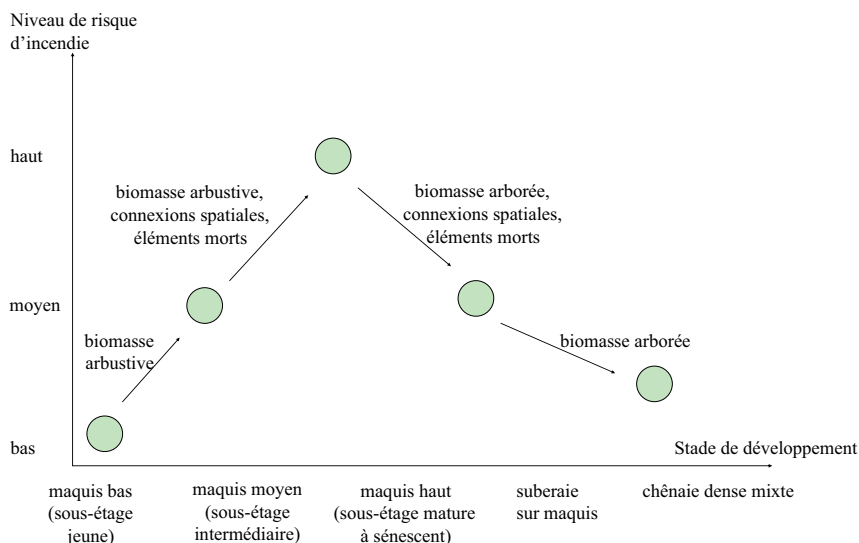 Niveau de risque
d’incendie
haut
biomasse arbustive,
connexions spatiales,
éléments morts
biomasse arborée,
connexions spatiales,
éléments morts
moyen
biomasse
arbustive
biomasse arborée
bas
Stade de développement
maquis bas
(sous-étage
jeune)
maquis moyen
(sous-étage
intermédiaire)
maquis haut
(sous-étage mature
à sénescent)
suberaie
sur maquis
chênaie dense mixte